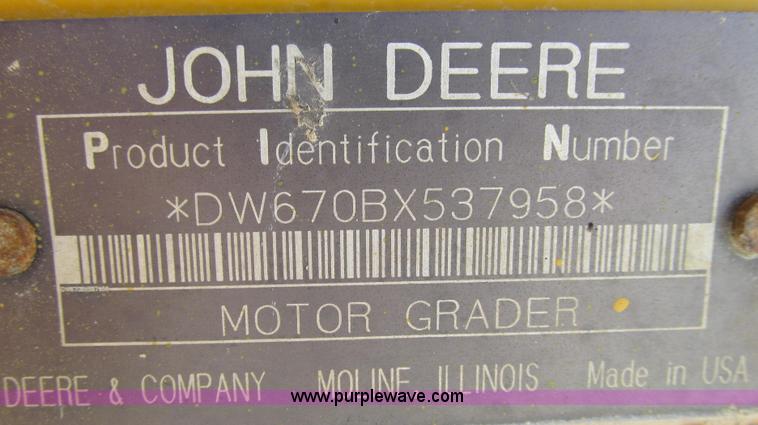 JOHN DEERE
Product Identification Number
*DW670BX537958*
MOTOR GRADER
DEERE & COMPANY MOLINE ILLINOIS Made in USA
www.purplewave.com